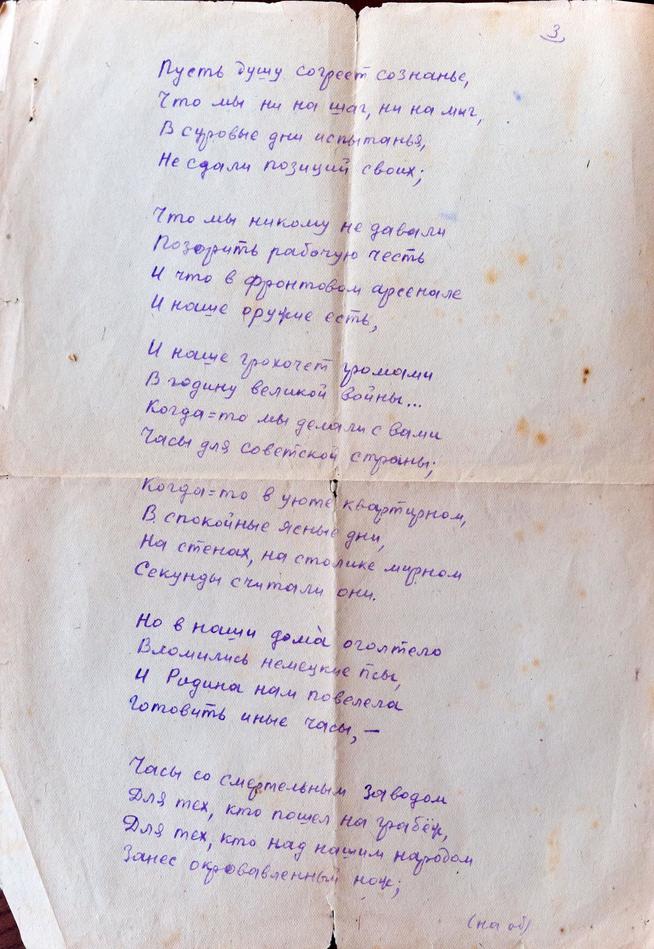 3
Пусть душу согреет сознанье,
Что мы ни на шаг, ни на миг,
В суровые дни испытанья,
Не сдали позиций своих;
Что мы никому не давали
Позорить рабочую честь
И что в фронтовом арсенале
И наше оружие есть,
И наше грохочет громами
В годину великой войны...
Когда=то мы делали с вами
Часы для советской страны;
Когда=то в уюте квартирном,
В спокойные ясные дни,
На стенах, на столике мирном
Секунды считали они.
Но в наши дома̀ оголтело
Вломились немецкие псы,
И Родина нам повелела
Готовить иные часы, —
Часы со смертельным заводом
Для тех, кто пошел на грабёж,
Для тех, кто над нашим народом
Занес окровавленный нож;
(на об)